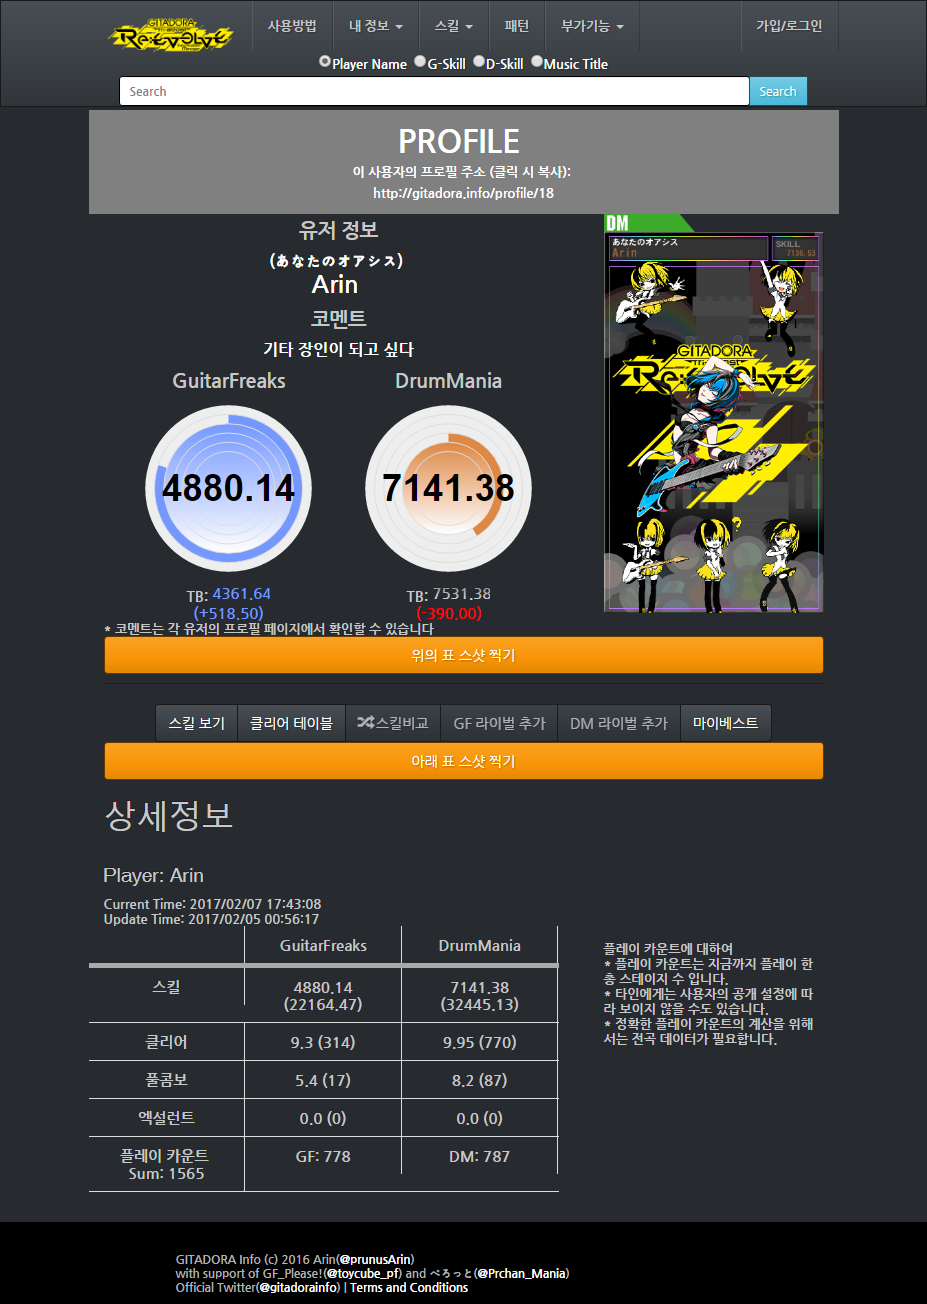 GITADORA
Re:evolve
사용방법
내 정보
스킬
패턴
부가기능
가입/로그인
Player Name G-Skill D-Skill Music Title
Search
Search
PROFILE
이 사용자의 프로필 주소 (클릭 시 복사):
http://gitadora.info/profile/18
유저 정보
(あなたのオアシス)
Arin
코멘트
기타 장인이 되고 싶다
GuitarFreaks
DrumMania
4880.14
7141.38
TB: 4361.64
(+518.50)
TB: 7531.38
(-390.00)
DM
あなたのオアシス
Arin
SKILL
7130.53
GITADORA
Re:evolve
* 코멘트는 각 유저의 프로필 페이지에서 확인할 수 있습니다
위의 표 스샷 찍기
스킬 보기
클리어 테이블
스킬비교
GF 라이벌 추가
DM 라이벌 추가
마이베스트
아래 표 스샷 찍기
상세정보
Player: Arin
Current Time: 2017/02/07 17:43:08
Update Time: 2017/02/05 00:56:17
GuitarFreaks DrumMania
스킬 4880.14 7141.38
(22164.47) (32445.13)
클리어 9.3 (314) 9.95 (770)
풀콤보 5.4 (17) 8.2 (87)
엑설런트 0.0 (0) 0.0 (0)
플레이 카운트 GF: 778 DM: 787
Sum: 1565
플레이 카운트에 대하여
* 플레이 카운트는 지금까지 플레이 한
총 스테이지 수 입니다.
* 타인에게는 사용자의 공개 설정에 따
라 보이지 않을 수도 있습니다.
* 정확한 플레이 카운트의 계산을 위해
서는 전곡 데이터가 필요합니다.
GITADORA Info (c) 2016 Arin(@prunusArin)
with support of GF_Please!(@toycube_pf) and ぺろっと(@Prchan_Mania)
Official Twitter(@gitadorainfo) | Terms and Conditions